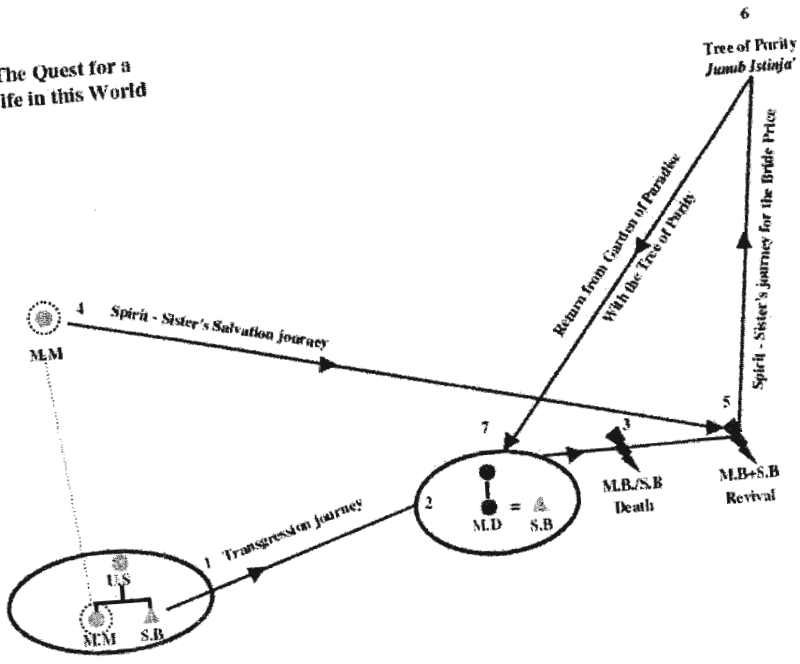 6
Tree of Purity
Junub Istinja'
The Quest for a
ife in this World
Return from Garden of Paradise
With the Tree of Purity
Spirit - Sister's journey for the Bride Price
4
Spirit - Sister's Salvation journey
M.M
7
3
5
M.B./S.B
Death
M.B+S.B
Revival
2
M.D = S.B
1
Transgression journey
U.S
M.M
S.B